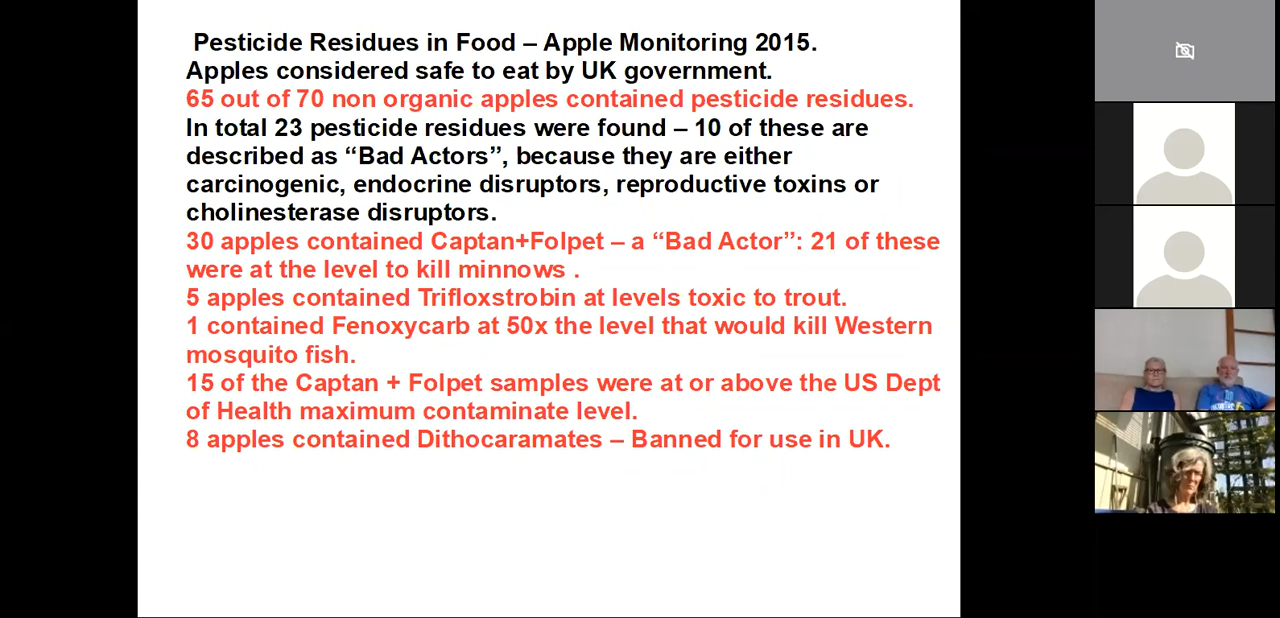 Pesticide Residues in Food – Apple Monitoring 2015.
Apples considered safe to eat by UK government.
65 out of 70 non organic apples contained pesticide residues.
In total 23 pesticide residues were found – 10 of these are
described as “Bad Actors”, because they are either
carcinogenic, endocrine disruptors, reproductive toxins or
cholinesterase disruptors.
30 apples contained Captan+Folpet – a “Bad Actor”: 21 of these
were at the level to kill minnows .
5 apples contained Trifloxstrobin at levels toxic to trout.
1 contained Fenoxycarb at 50x the level that would kill Western
mosquito fish.
15 of the Captan + Folpet samples were at or above the US Dept
of Health maximum contaminate level.
8 apples contained Dithocaramates – Banned for use in UK.